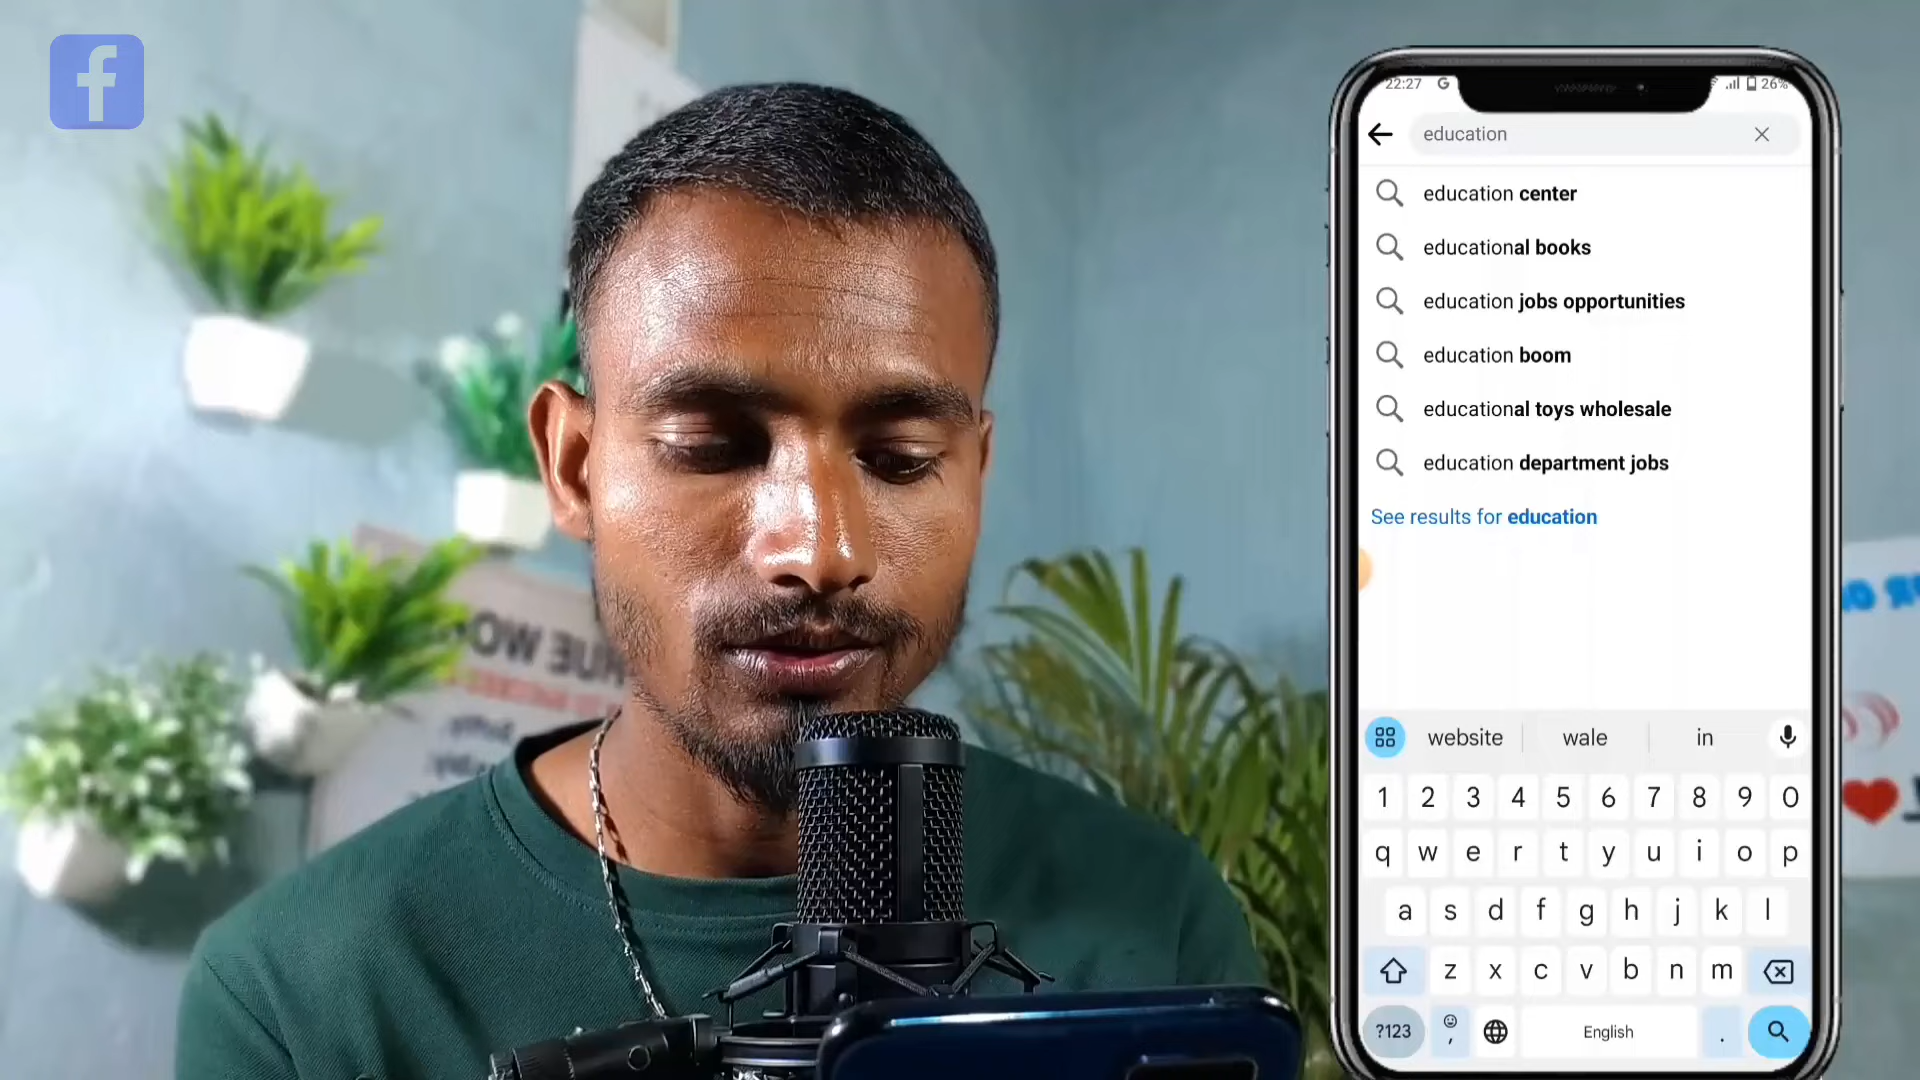 f
22:27 G 26%
education
education center
educational books
education jobs opportunities
education boom
educational toys wholesale
education department jobs
See results for education
website wale in
1 2 3 4 5 6 7 8 9 0
q w e r t y u i o p
a s d f g h j k l
z x c v b n m
?123 , English .